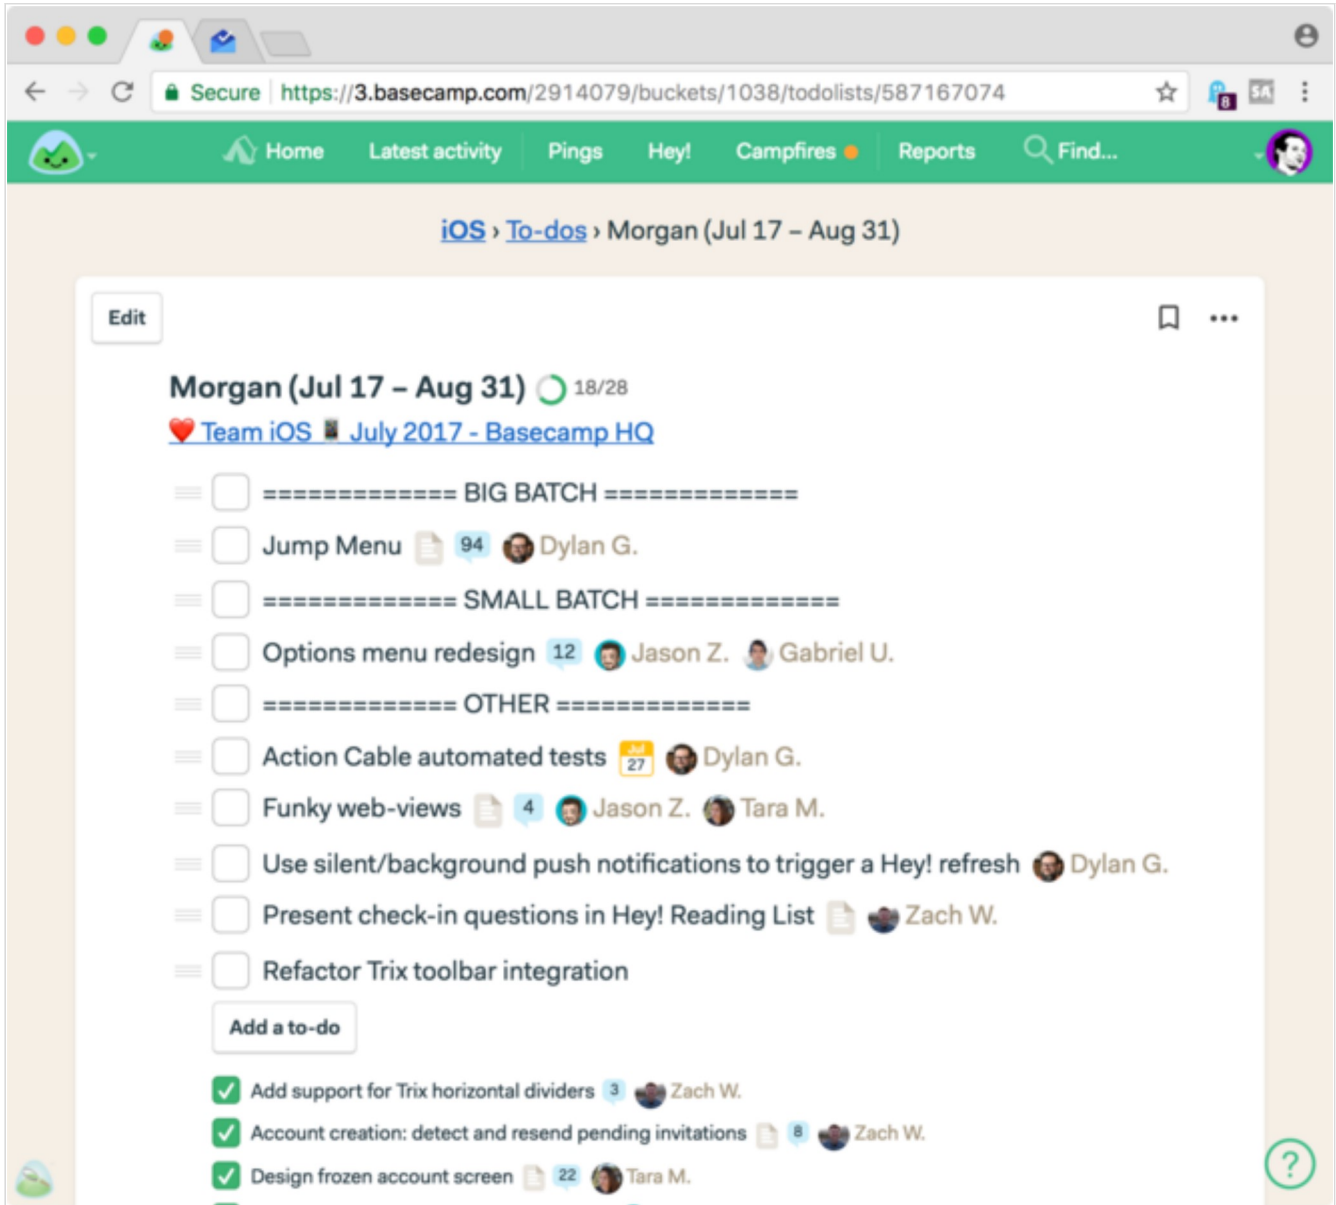 Secure https://3.basecamp.com/2914079/buckets/1038/todolists/587167074
8
SA
Home Latest activity Pings Hey! Campfires Reports Find...
iOS › To-dos › Morgan (Jul 17 – Aug 31)
Edit
Morgan (Jul 17 – Aug 31) 18/28
❤️ Team iOS 📱 July 2017 - Basecamp HQ
============= BIG BATCH =============
Jump Menu 94 Dylan G.
============= SMALL BATCH =============
Options menu redesign 12 Jason Z. Gabriel U.
============= OTHER =============
Action Cable automated tests Jul 27 Dylan G.
Funky web-views 4 Jason Z. Tara M.
Use silent/background push notifications to trigger a Hey! refresh Dylan G.
Present check-in questions in Hey! Reading List Zach W.
Refactor Trix toolbar integration
Add a to-do
Add support for Trix horizontal dividers 3 Zach W.
Account creation: detect and resend pending invitations 8 Zach W.
Design frozen account screen 22 Tara M.
?